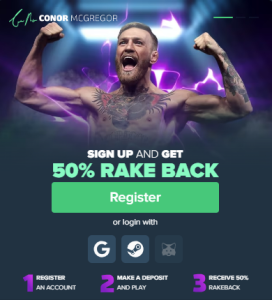 CONOR MCGREGOR
SIGN UP AND GET
50% RAKE BACK
Register
or login with
G
1 REGISTER
AN ACCOUNT
2 MAKE A DEPOSIT
AND PLAY
3 RECEIVE 50%
RAKEBACK